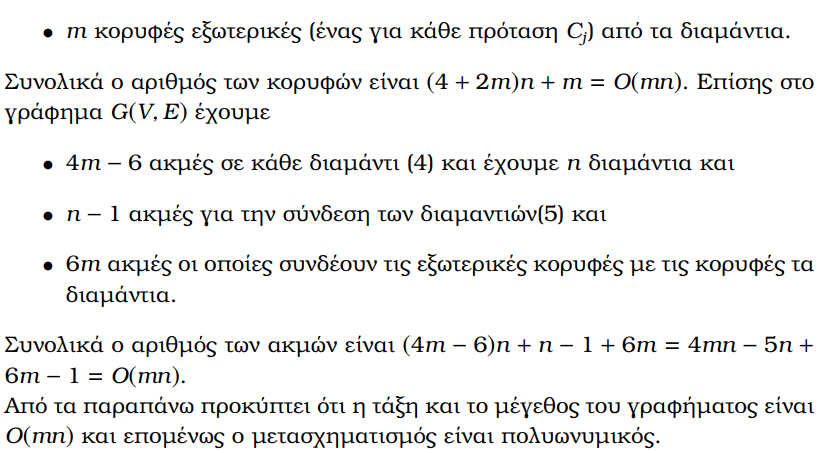 • m κορυφές εξωτερικές (ένας για κάθε πρόταση Cⱼ) από τα διαμάντια.
Συνολικά ο αριθμός των κορυφών είναι (4 + 2m)n + m = O(mn). Επίσης στο
γράφημα G(V, E) έχουμε
• 4m − 6 ακμές σε κάθε διαμάντι (4) και έχουμε n διαμάντια και
• n − 1 ακμές για την σύνδεση των διαμαντιών(5) και
• 6m ακμές οι οποίες συνδέουν τις εξωτερικές κορυφές με τις κορυφές τα
διαμάντια.
Συνολικά ο αριθμός των ακμών είναι (4m − 6)n + n − 1 + 6m = 4mn − 5n +
6m − 1 = O(mn).
Από τα παραπάνω προκύπτει ότι η τάξη και το μέγεθος του γραφήματος είναι
O(mn) και επομένως ο μετασχηματισμός είναι πολυωνυμικός.